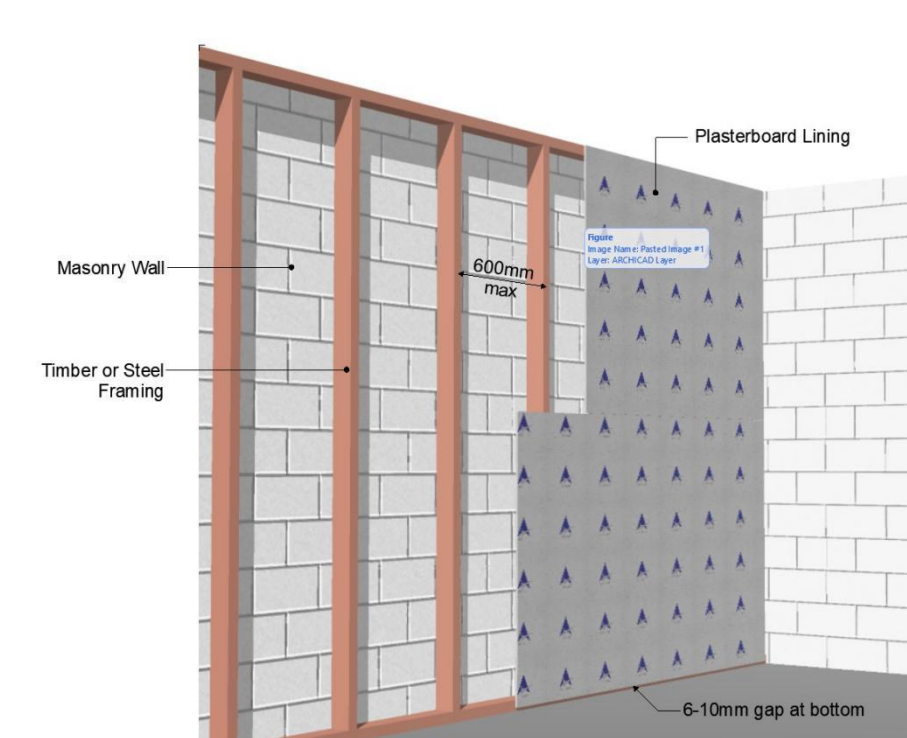 Plasterboard Lining
Figure
Image Name: Pasted Image #1
Layer: ARCHICAD Layer
Masonry Wall
600mm
max
Timber or Steel
Framing
6-10mm gap at bottom